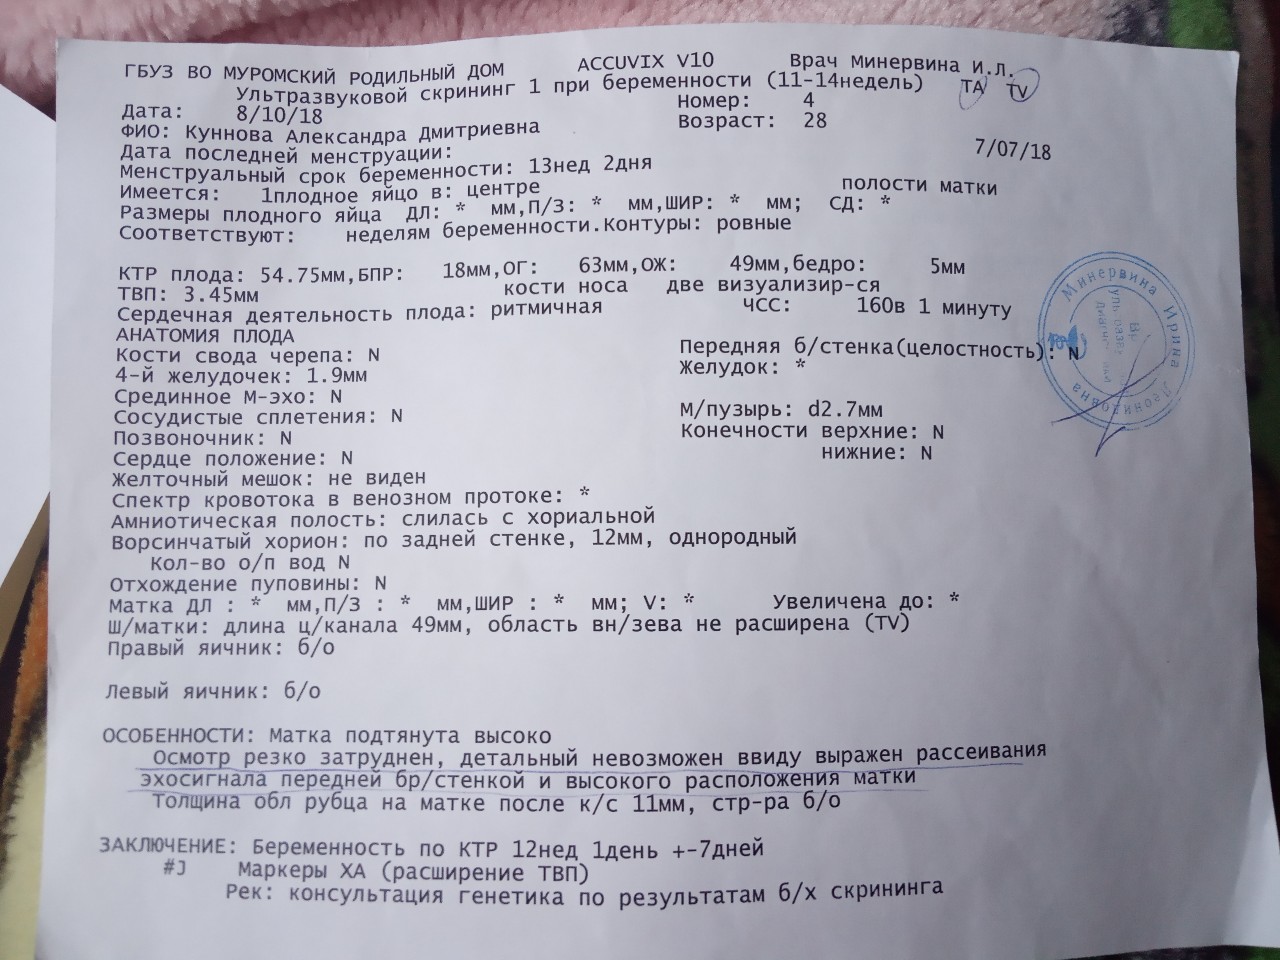 ГБУЗ ВО МУРОМСКИЙ РОДИЛЬНЫЙ ДОМ ACCUVIX V10 Врач Минервина И.Л.
Ультразвуковой скрининг 1 при беременности (11-14недель) TA TV
Дата: 8/10/18 Номер: 4
ФИО: Куннова Александра Дмитриевна Возраст: 28
Дата последней менструации: 7/07/18
Менструальный срок беременности: 13нед 2дня
Имеется: 1плодное яйцо в: центре полости матки
Размеры плодного яйца ДЛ: * мм,П/З: * мм,ШИР: * мм; СД: *
Соответствуют: неделям беременности.Контуры: ровные
КТР плода: 54.75мм,БПР: 18мм,ОГ: 63мм,ОЖ: 49мм,бедро: 5мм
ТВП: 3.45мм кости носа две визуализир-ся
Сердечная деятельность плода: ритмичная ЧСС: 160в 1 минуту
АНАТОМИЯ ПЛОДА
Кости свода черепа: N Передняя б/стенка(целостность): N
4-й желудочек: 1.9мм Желудок: *
Срединное М-эхо: N
Сосудистые сплетения: N М/пузырь: d2.7мм
Позвоночник: N Конечности верхние: N
Сердце положение: N нижние: N
Желточный мешок: не виден
Спектр кровотока в венозном протоке: *
Амниотическая полость: слилась с хориальной
Ворсинчатый хорион: по задней стенке, 12мм, однородный
Кол-во о/п вод N
Отхождение пуповины: N
Матка ДЛ : * мм,П/З : * мм,ШИР : * мм; V: * Увеличена до: *
Ш/матки: длина ц/канала 49мм, область вн/зева не расширена (TV)
Правый яичник: б/о
Левый яичник: б/о
ОСОБЕННОСТИ: Матка подтянута высоко
Осмотр резко затруднен, детальный невозможен ввиду выражен рассеивания
эхосигнала передней бр/стенкой и высокого расположения матки
Толщина обл рубца на матке после к/с 11мм, стр-ра б/о
ЗАКЛЮЧЕНИЕ: Беременность по КТР 12нед 1день +-7дней
#J Маркеры ХА (расширение ТВП)
Рек: консультация генетика по результатам б/х скрининга
Минервина Ирина Леонидовна